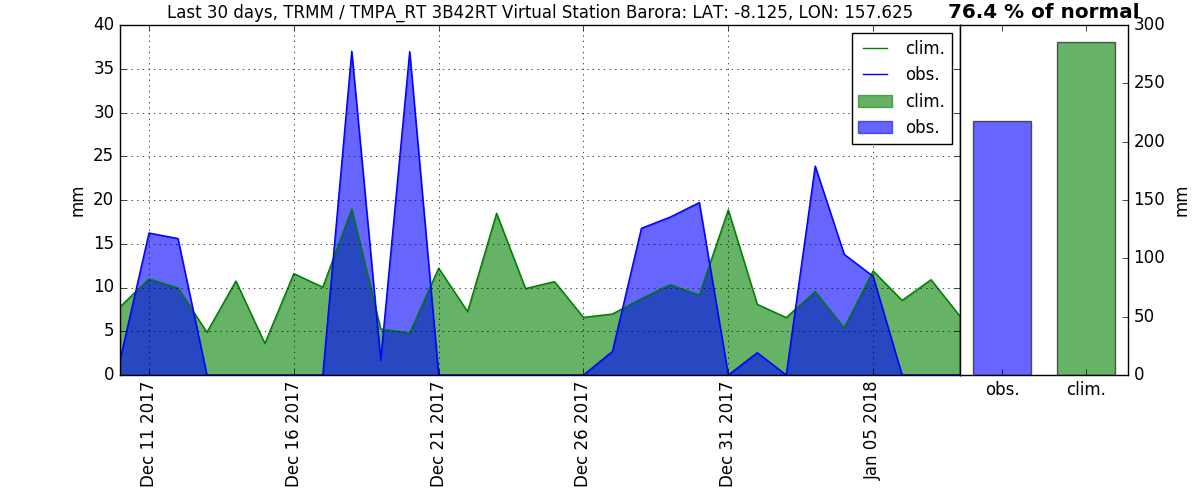 Last 30 days, TRMM / TMPA_RT 3B42RT Virtual Station Barora: LAT: -8.125, LON: 157.625
76.4 % of normal
40
35
30
25
20
15
10
5
0
mm
clim.
obs.
clim.
obs.
300
250
200
150
100
50
0
mm
obs.
clim.
Dec 11 2017
Dec 16 2017
Dec 21 2017
Dec 26 2017
Dec 31 2017
Jan 05 2018